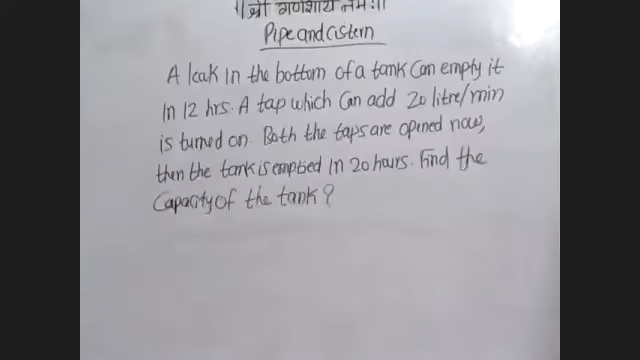 ॥ श्री गणेशाय नमः ॥
Pipe and cistern
A leak in the bottom of a tank can empty it
in 12 hrs. A tap which can add 20 litre/min
is turned on. Both the taps are opened now,
then the tank is emptied in 20 hours. Find the
Capacity of the tank?